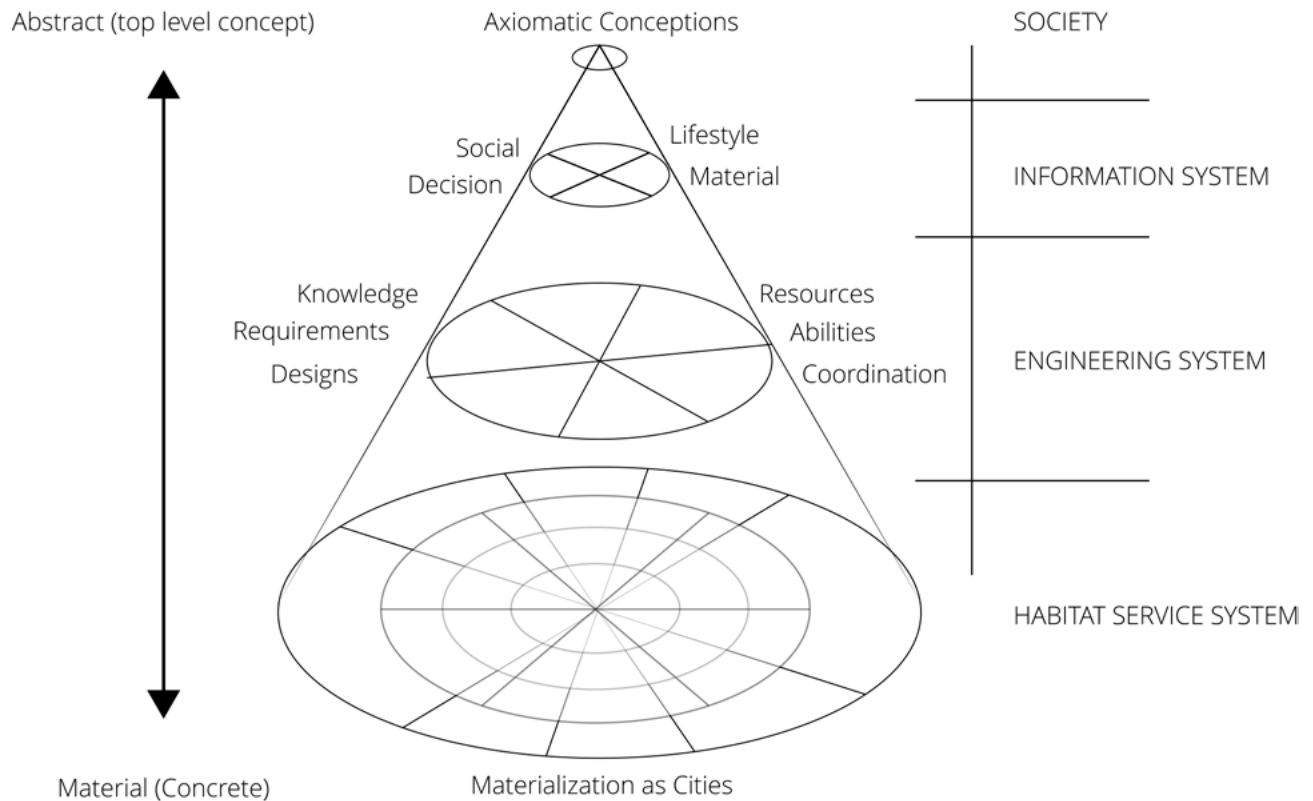 Abstract (top level concept)
Axiomatic Conceptions
SOCIETY
Social
Lifestyle
Decision
Material
INFORMATION SYSTEM
Knowledge
Resources
Requirements
Abilities
Designs
Coordination
ENGINEERING SYSTEM
HABITAT SERVICE SYSTEM
Material (Concrete)
Materialization as Cities